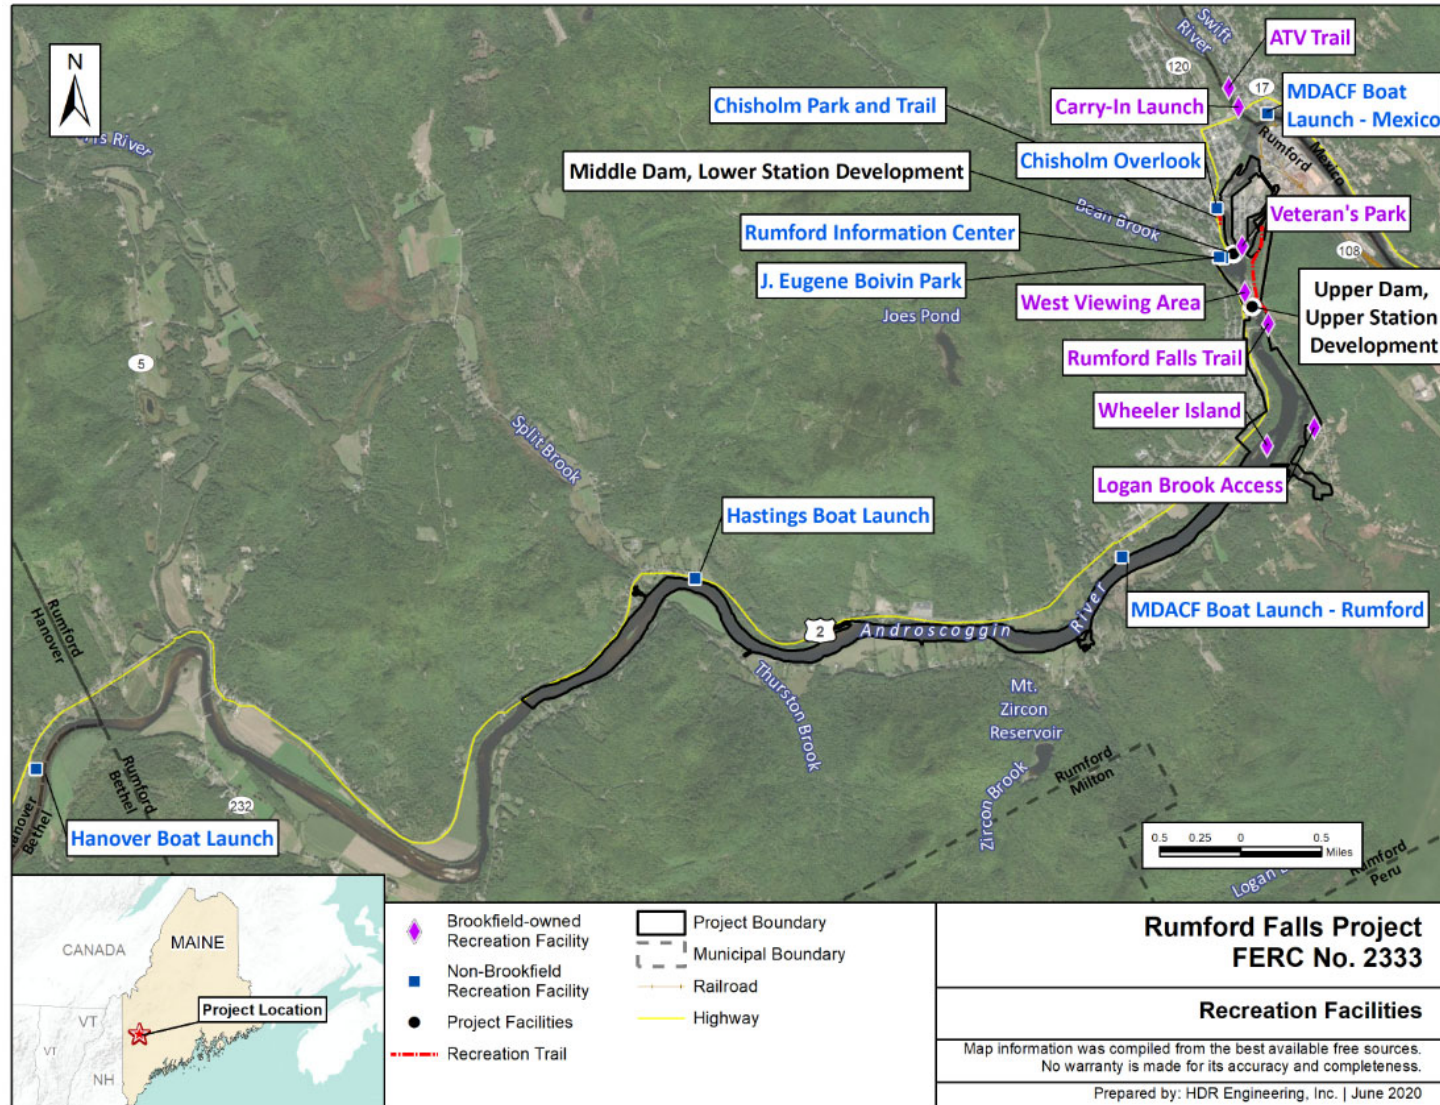 N
Swift
River
ATV Trail
120
17
MDACF Boat
Launch - Mexico
Chisholm Park and Trail
Carry-In Launch
Rumford
Mexico
Chisholm Overlook
Middle Dam, Lower Station Development
Bean Brook
Veteran's Park
Rumford Information Center
108
J. Eugene Boivin Park
West Viewing Area
Upper Dam,
Upper Station
Development
Joes Pond
5
Rumford Falls Trail
Wheeler Island
Split Brook
Logan Brook Access
Hastings Boat Launch
River
MDACF Boat Launch - Rumford
2
Androscoggin
Rumford
Hanover
Thurston Brook
Mt.
Zircon
Reservoir
Zircon Brook
Rumford
Milton
Rumford
Bethel
232
Hanover Boat Launch
Bethel
0.5 0.25 0 0.5
Miles
Logan
Rumford
Peru
CANADA
MAINE
Project Location
VT
VT
NH
Brookfield-owned
Recreation Facility
Non-Brookfield
Recreation Facility
Project Facilities
Recreation Trail
Project Boundary
Municipal Boundary
Railroad
Highway
Rumford Falls Project
FERC No. 2333
Recreation Facilities
Map information was compiled from the best available free sources.
No warranty is made for its accuracy and completeness.
Prepared by: HDR Engineering, Inc. | June 2020